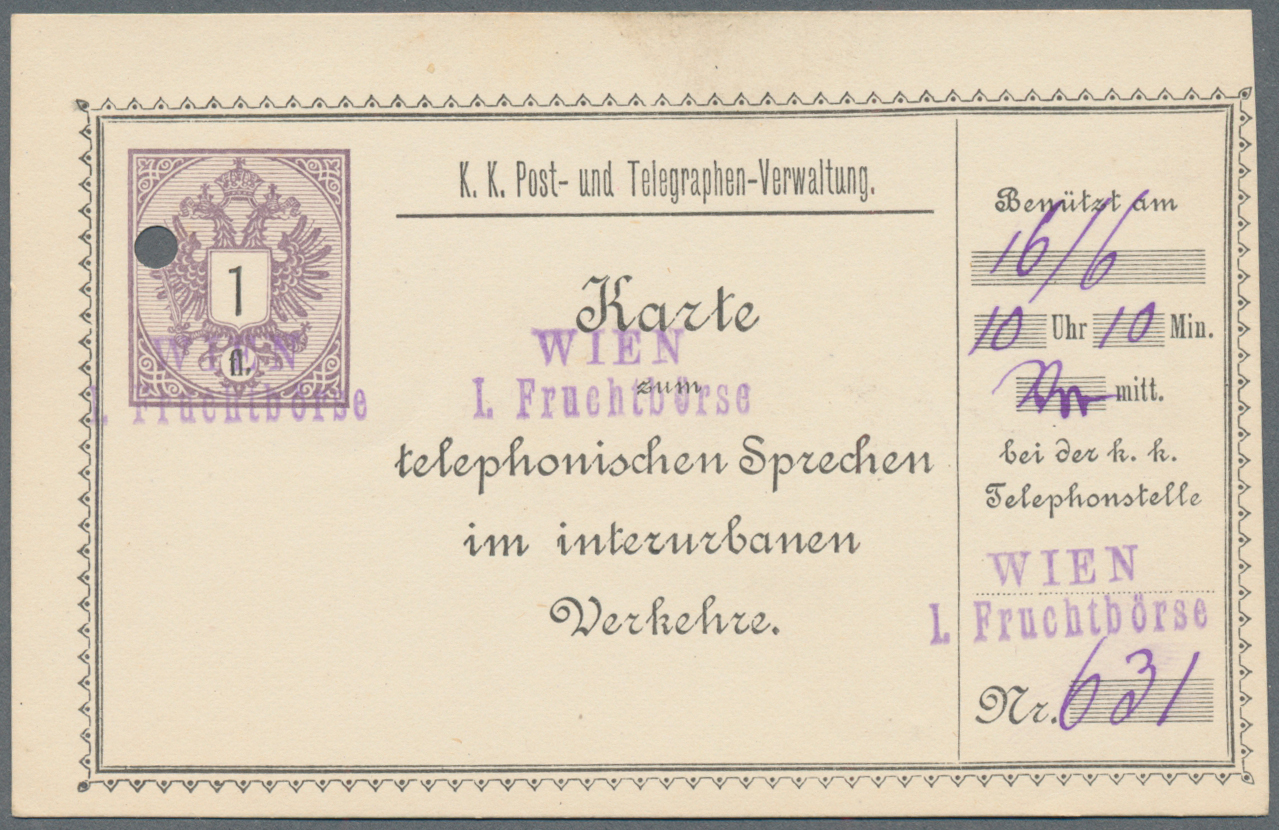 K. K. Post- und Telegraphen-Verwaltung.
1
fl.
WIEN
I. Fruchtbörse
Karte
zum
telephonischen Sprechen
im interurbanen
Verkehre.
WIEN
I. Fruchtbörse
Benützt am
16/6
10 Uhr 10 Min.
Vormitt.
bei der k. k.
Telephonstelle
WIEN
I. Fruchtbörse
Nr. 631